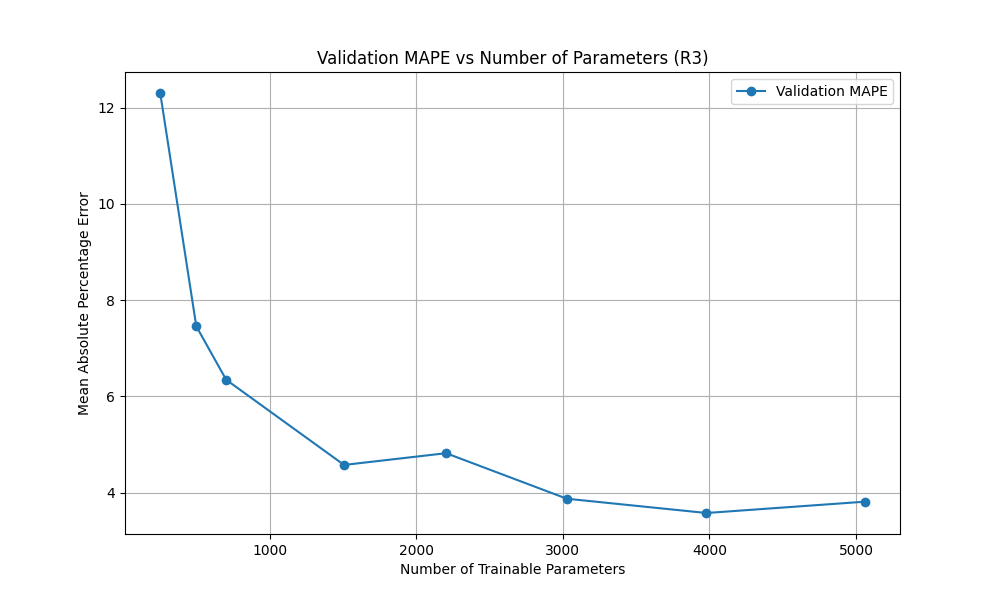 Validation MAPE vs Number of Parameters (R3)
Validation MAPE
12
10
8
6
4
Mean Absolute Percentage Error
1000 2000 3000 4000 5000
Number of Trainable Parameters